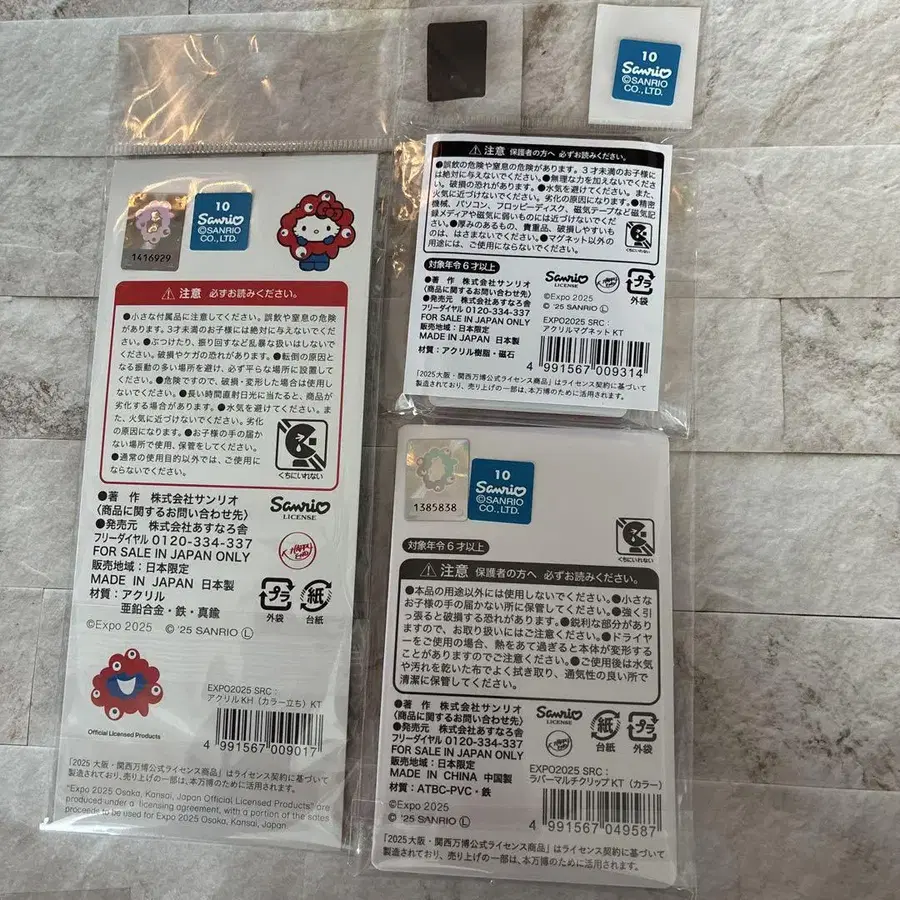 10
Sanrio
©SANRIO
CO.,LTD.
1416929
10
Sanrio
©SANRIO
CO.,LTD.
⚠注意 必ずお読みください。
●小さな付属品に注意してください。誤飲や窒息の危険
があります。3才未満のお子様には絶対に与えないでくだ
さい。●ぶつけたり、振り回すなど乱暴な扱いはしないで
ください。破損やケガの恐れがあります。●転倒の原因と
なる振動の多い場所を避け、必ず平らな場所に設置して
ください。●危険ですので、破損・変形した場合は使用し
ないでください。●長い時間直射日光に当たると、商品が
劣化する場合があります。●水気を避けてください。ま
た、火気に近づけないでください。劣
化の原因になります。●お子様の手の届か
ない場所で使用、保管をしてください。
●通常の使用目的以外では、ご使用に
ならないでください。
くちにいれない
●著 作 株式会社サンリオ
〈商品に関するお問い合わせ先〉
●発売元 株式会社あすなろ舎
フリーダイヤル 0120-334-337
FOR SALE IN JAPAN ONLY
販売地域：日本限定
MADE IN JAPAN 日本製
材質：アクリル
亜鉛合金・鉄・真鍮
Sanrio
LICENSE
プラ
外袋
紙
台紙
©Expo 2025 © '25 SANRIO Ⓛ
Official Licensed Products
EXPO2025 SRC：
アクリルKH（カラー立ち）KT
4 991567 009017
「2025 大阪・関西万博公式ライセンス商品」はライセンス契約に基づいて
製造されており、売り上げの一部は、本万博のために活用されます。
"Expo 2025 Osaka, Kansai, Japan Official Licensed Products" are
produced under a licensing agreement, with a portion of the sales
proceeds to be used for Expo 2025 Osaka, Kansai, Japan.
⚠注意 保護者の方へ 必ずお読みください。
●誤飲の危険や窒息の危険があります。3才未満のお子様に
は絶対に与えないでください。●無理な力を加えないでくださ
い。破損の恐れがあります。●水気を避けてください。また、
火気に近づけないでください。劣化の原因になります。●精密
機械、パソコン、フロッピーディスク、磁気テープなど磁気記
録メディアや磁気に弱いものには近づけないでくださ
い。●厚みのあるもの、貴重品、破損しやすいも
のは、はさまないでください。●マグネット以外の
用途には、ご使用にならないでください。
くちにいれない
対象年令6才以上
●著 作 株式会社サンリオ
〈商品に関するお問い合わせ先〉
●発売元 株式会社あすなろ舎
フリーダイヤル 0120-334-337
FOR SALE IN JAPAN ONLY
販売地域：日本限定
MADE IN JAPAN 日本製
材質：アクリル樹脂・磁石
Sanrio
LICENSE
プラ
外袋
©Expo 2025
© '25 SANRIO Ⓛ
EXPO2025 SRC：
アクリルマグネット KT
4 991567 009314
「2025 大阪・関西万博公式ライセンス商品」はライセンス契約に基づいて
製造されており、売り上げの一部は、本万博のために活用されます。
1385838
10
Sanrio
©SANRIO
CO.,LTD.
対象年令6才以上
くちにいれない
⚠注意 保護者の方へ 必ずお読みください。
●本品の用途以外には使用しないでください。●小さな
お子様の手の届かない所に保管してください。●強く引
っ張ると破損する恐れがあります。●鋭利な部分があり
ますので、お取り扱いにはご注意ください。●ドライヤ
ーをご使用の場合、熱をあて過ぎると本体が変形する
ことがありますのでご注意ください。●ご使用後は水気
や汚れを乾いた布でよく拭き取り、通気性の良い所で
清潔に保管してください。
●著 作 株式会社サンリオ
〈商品に関するお問い合わせ先〉
●発売元 株式会社あすなろ舎
フリーダイヤル 0120-334-337
FOR SALE IN JAPAN ONLY
販売地域：日本限定
MADE IN CHINA 中国製
材質：ATBC-PVC・鉄
©Expo 2025
© '25 SANRIO Ⓛ
Sanrio
LICENSE
紙
台紙
プラ
外袋
EXPO2025 SRC：
ラバーマルチクリップ KT（カラー）
4 991567 049587
「2025 大阪・関西万博公式ライセンス商品」はライセンス契約に基づいて
製造されており、売り上げの一部は、本万博のために活用されます。